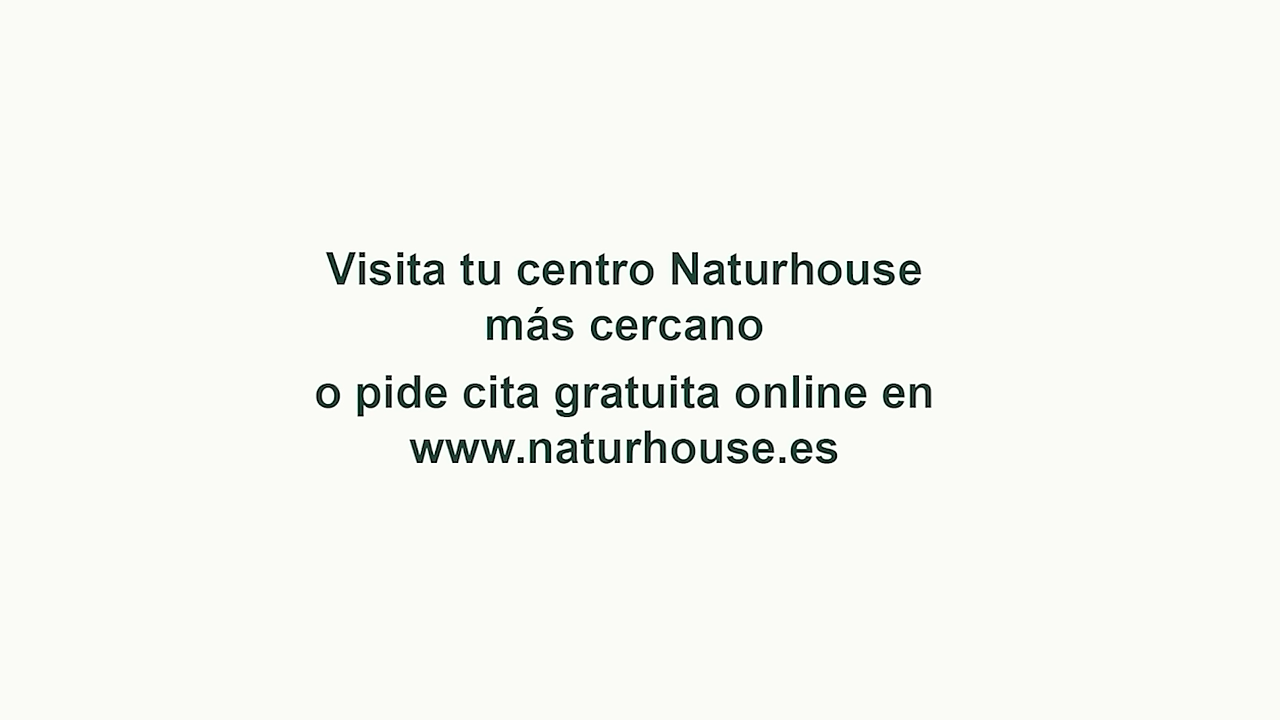 Visita tu centro Naturhouse
más cercano
o pide cita gratuita online en
www.naturhouse.es